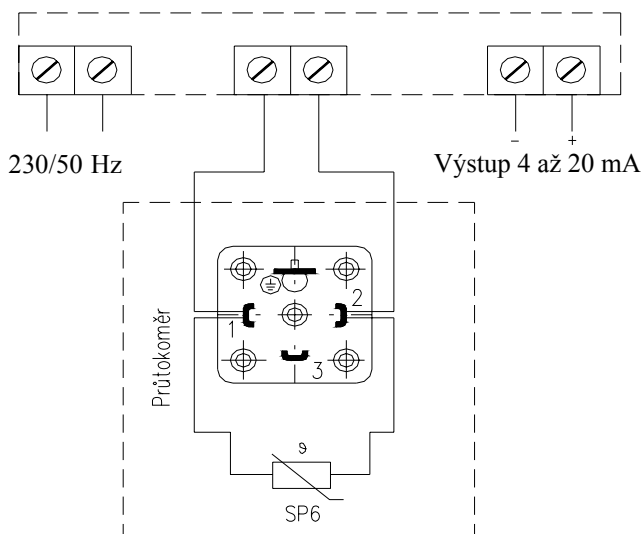 - +
230/50 Hz
Výstup 4 až 20 mA
2
1
3
Průtokoměr
ϑ
SP6